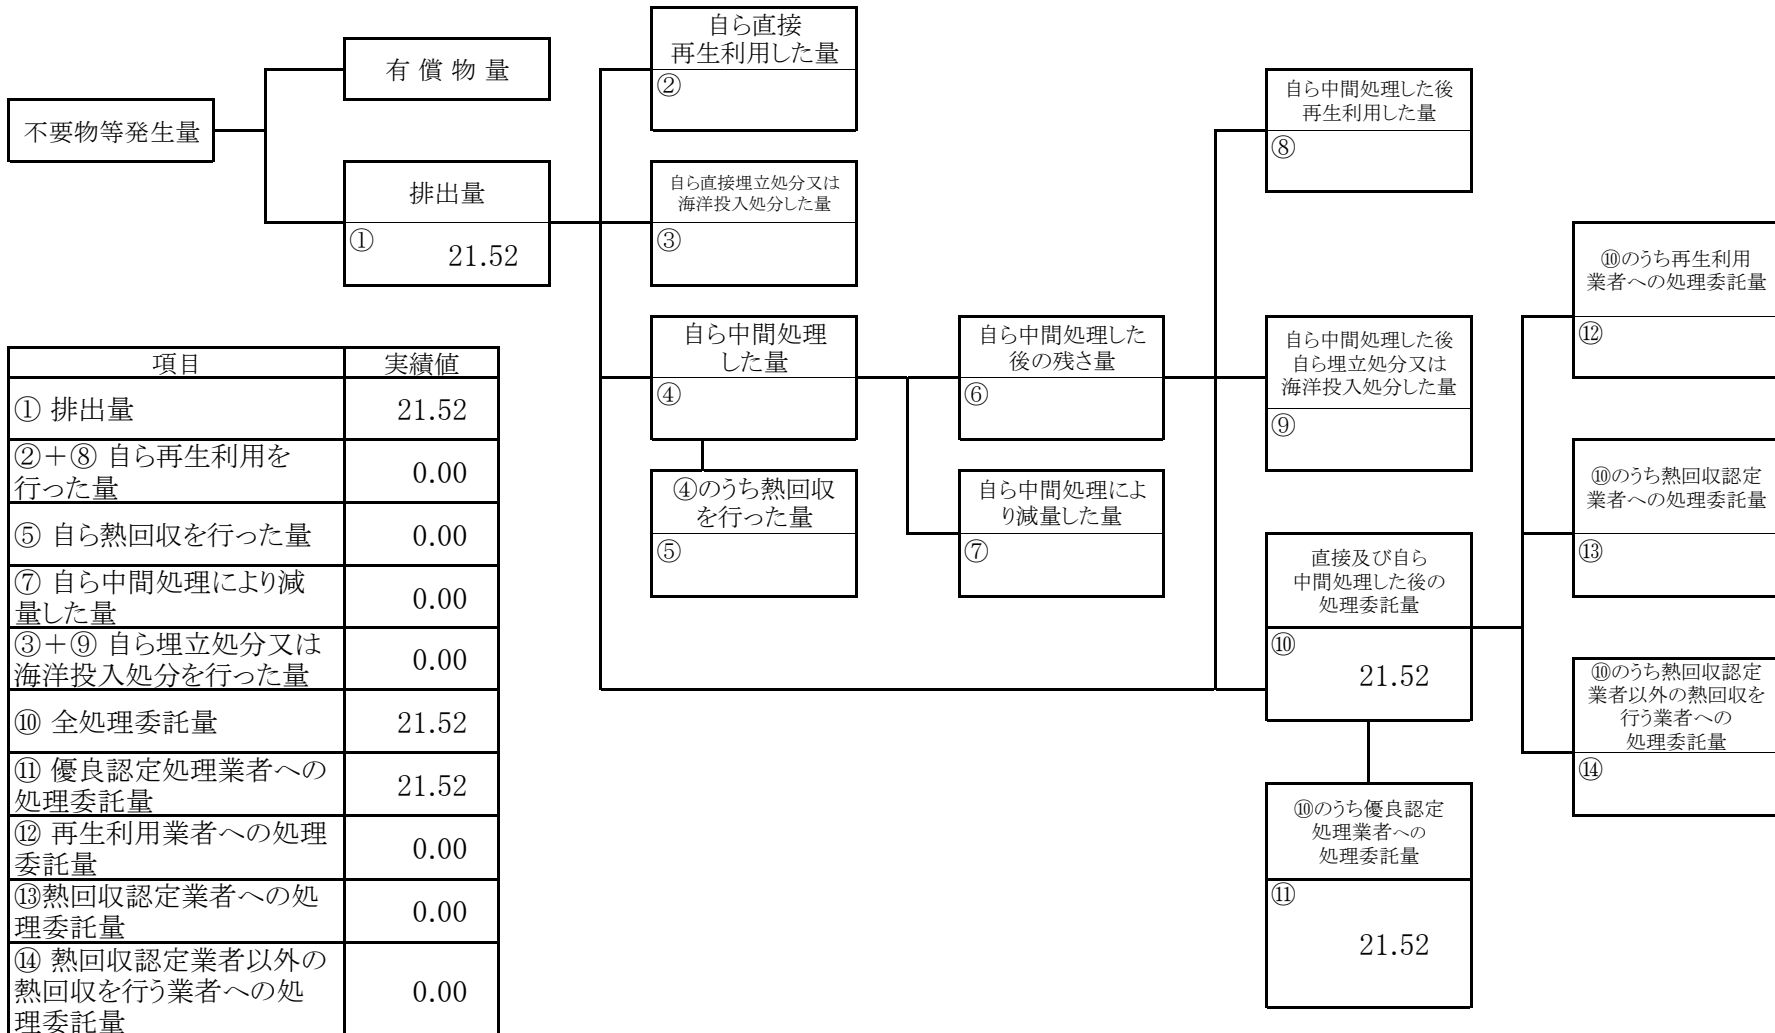 不要物等発生量
有 償 物 量
排出量
①
21.52
自ら直接
再生利用した量
②
自ら直接埋立処分又は
海洋投入処分した量
③
自ら中間処理
した量
④
④のうち熱回収
を行った量
⑤
自ら中間処理した
後の残さ量
⑥
自ら中間処理によ
り減量した量
⑦
自ら中間処理した後
再生利用した量
⑧
自ら中間処理した後
自ら埋立処分又は
海洋投入処分した量
⑨
直接及び自ら
中間処理した後の
処理委託量
⑩
21.52
⑩のうち優良認定
処理業者への
処理委託量
⑪
21.52
⑩のうち再生利用
業者への処理委託量
⑫
⑩のうち熱回収認定
業者への処理委託量
⑬
⑩のうち熱回収認定
業者以外の熱回収を
行う業者への
処理委託量
⑭
項目 実績値
① 排出量 21.52
②＋⑧ 自ら再生利用を
行った量 0.00
⑤ 自ら熱回収を行った量 0.00
⑦ 自ら中間処理により減
量した量 0.00
③＋⑨ 自ら埋立処分又は
海洋投入処分を行った量 0.00
⑩ 全処理委託量 21.52
⑪ 優良認定処理業者への
処理委託量 21.52
⑫ 再生利用業者への処理
委託量 0.00
⑬熱回収認定業者への処
理委託量 0.00
⑭ 熱回収認定業者以外の
熱回収を行う業者への処
理委託量 0.00